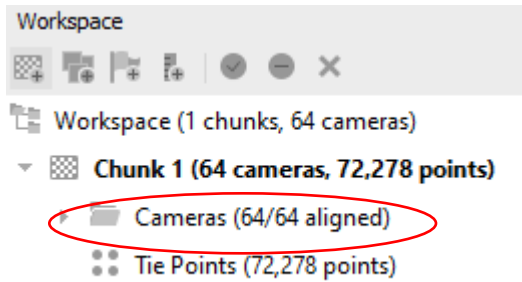 Workspace
Workspace (1 chunks, 64 cameras)
Chunk 1 (64 cameras, 72,278 points)
Cameras (64/64 aligned)
Tie Points (72,278 points)